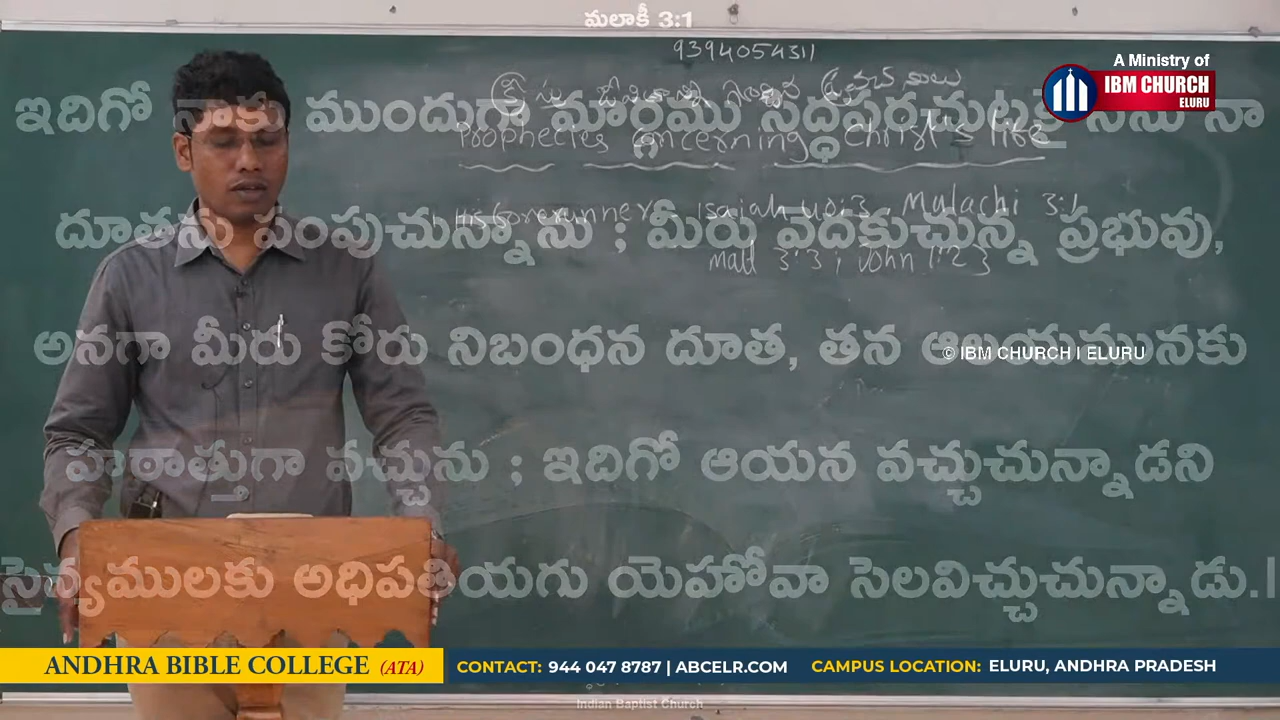 మలాకీ 3:1
9394054311
A Ministry of
IBM CHURCH
ELURU
క్రీస్తు జీవితాన్ని గూర్చిన ప్రవచనాలు
ఇదిగో నాకు ముందుగా మార్గము సిద్ధపరచుటకై నేను నా
Prophecies Concerning Christ's life
His forerunner - Isaiah 40:3, Malachi 3:1
దూతను పంపుచున్నాను ; మీరు వెదకుచున్న ప్రభువు,
Matt 3:3 ; John 1:23
అనగా మీరు కోరు నిబంధన దూత, తన ఆలయమునకు
© IBM CHURCH I ELURU
హఠాత్తుగా వచ్చును ; ఇదిగో ఆయన వచ్చుచున్నాడని
సైన్యములకు అధిపతియగు యెహోవా సెలవిచ్చుచున్నాడు.I
ANDHRA BIBLE COLLEGE (ATA)
CONTACT: 944 047 8787 | ABCELR.COM
CAMPUS LOCATION: ELURU, ANDHRA PRADESH
Indian Baptist Church